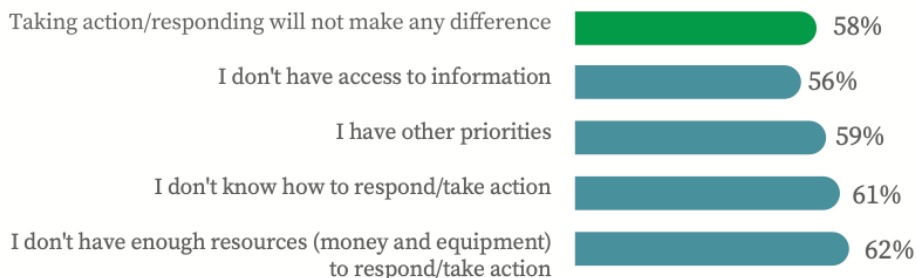 Taking action/responding will not make any difference 58%
I don't have access to information 56%
I have other priorities 59%
I don't know how to respond/take action 61%
I don't have enough resources (money and equipment) 62%
to respond/take action